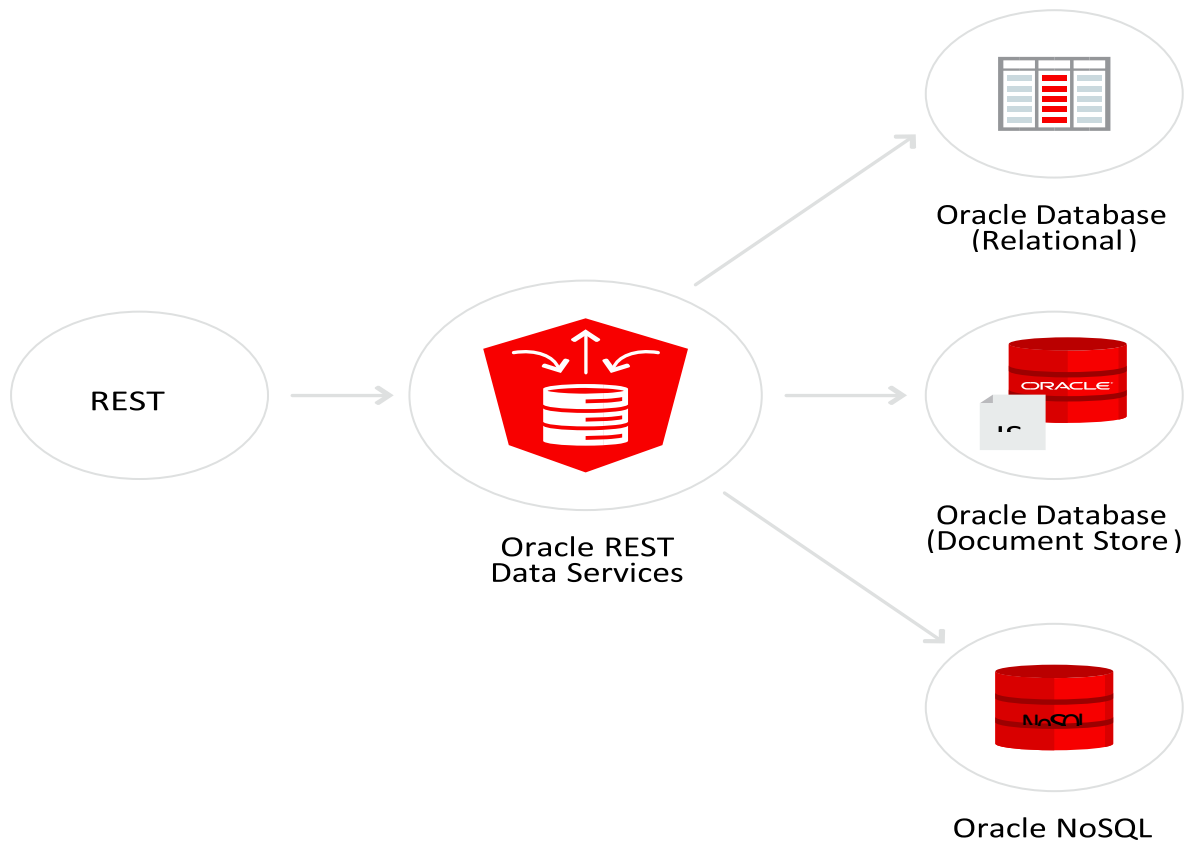 Oracle Database
(Relational)
REST
ORACLE
Oracle REST
Data Services
Oracle Database
(Document Store)
NoSQL
Oracle NoSQL